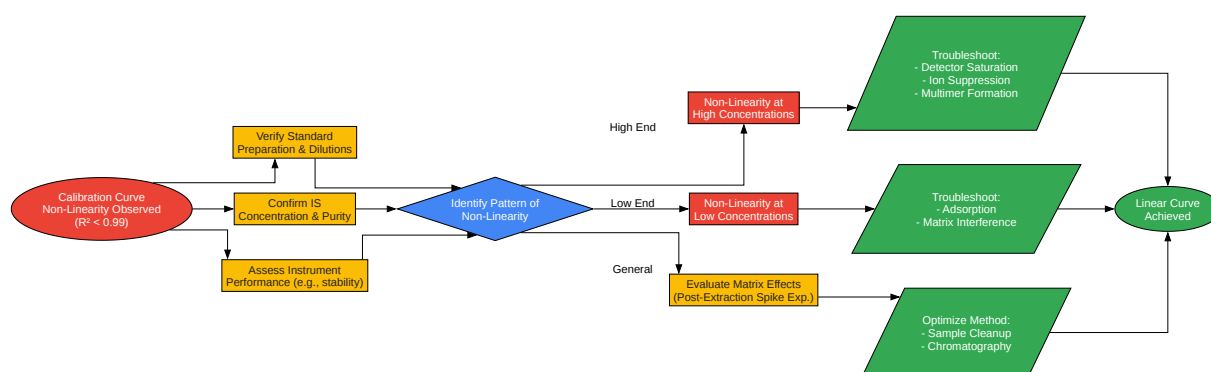 Calibration Curve
Non-Linearity Observed
(R² < 0.99)
Verify Standard
Preparation & Dilutions
Confirm IS
Concentration & Purity
Assess Instrument
Performance (e.g., stability)
Identify Pattern of
Non-Linearity
High End
Low End
General
Non-Linearity at
High Concentrations
Non-Linearity at
Low Concentrations
Evaluate Matrix Effects
(Post-Extraction Spike Exp.)
Troubleshoot:
- Detector Saturation
- Ion Suppression
- Multimer Formation
Troubleshoot:
- Adsorption
- Matrix Interference
Optimize Method:
- Sample Cleanup
- Chromatography
Linear Curve
Achieved